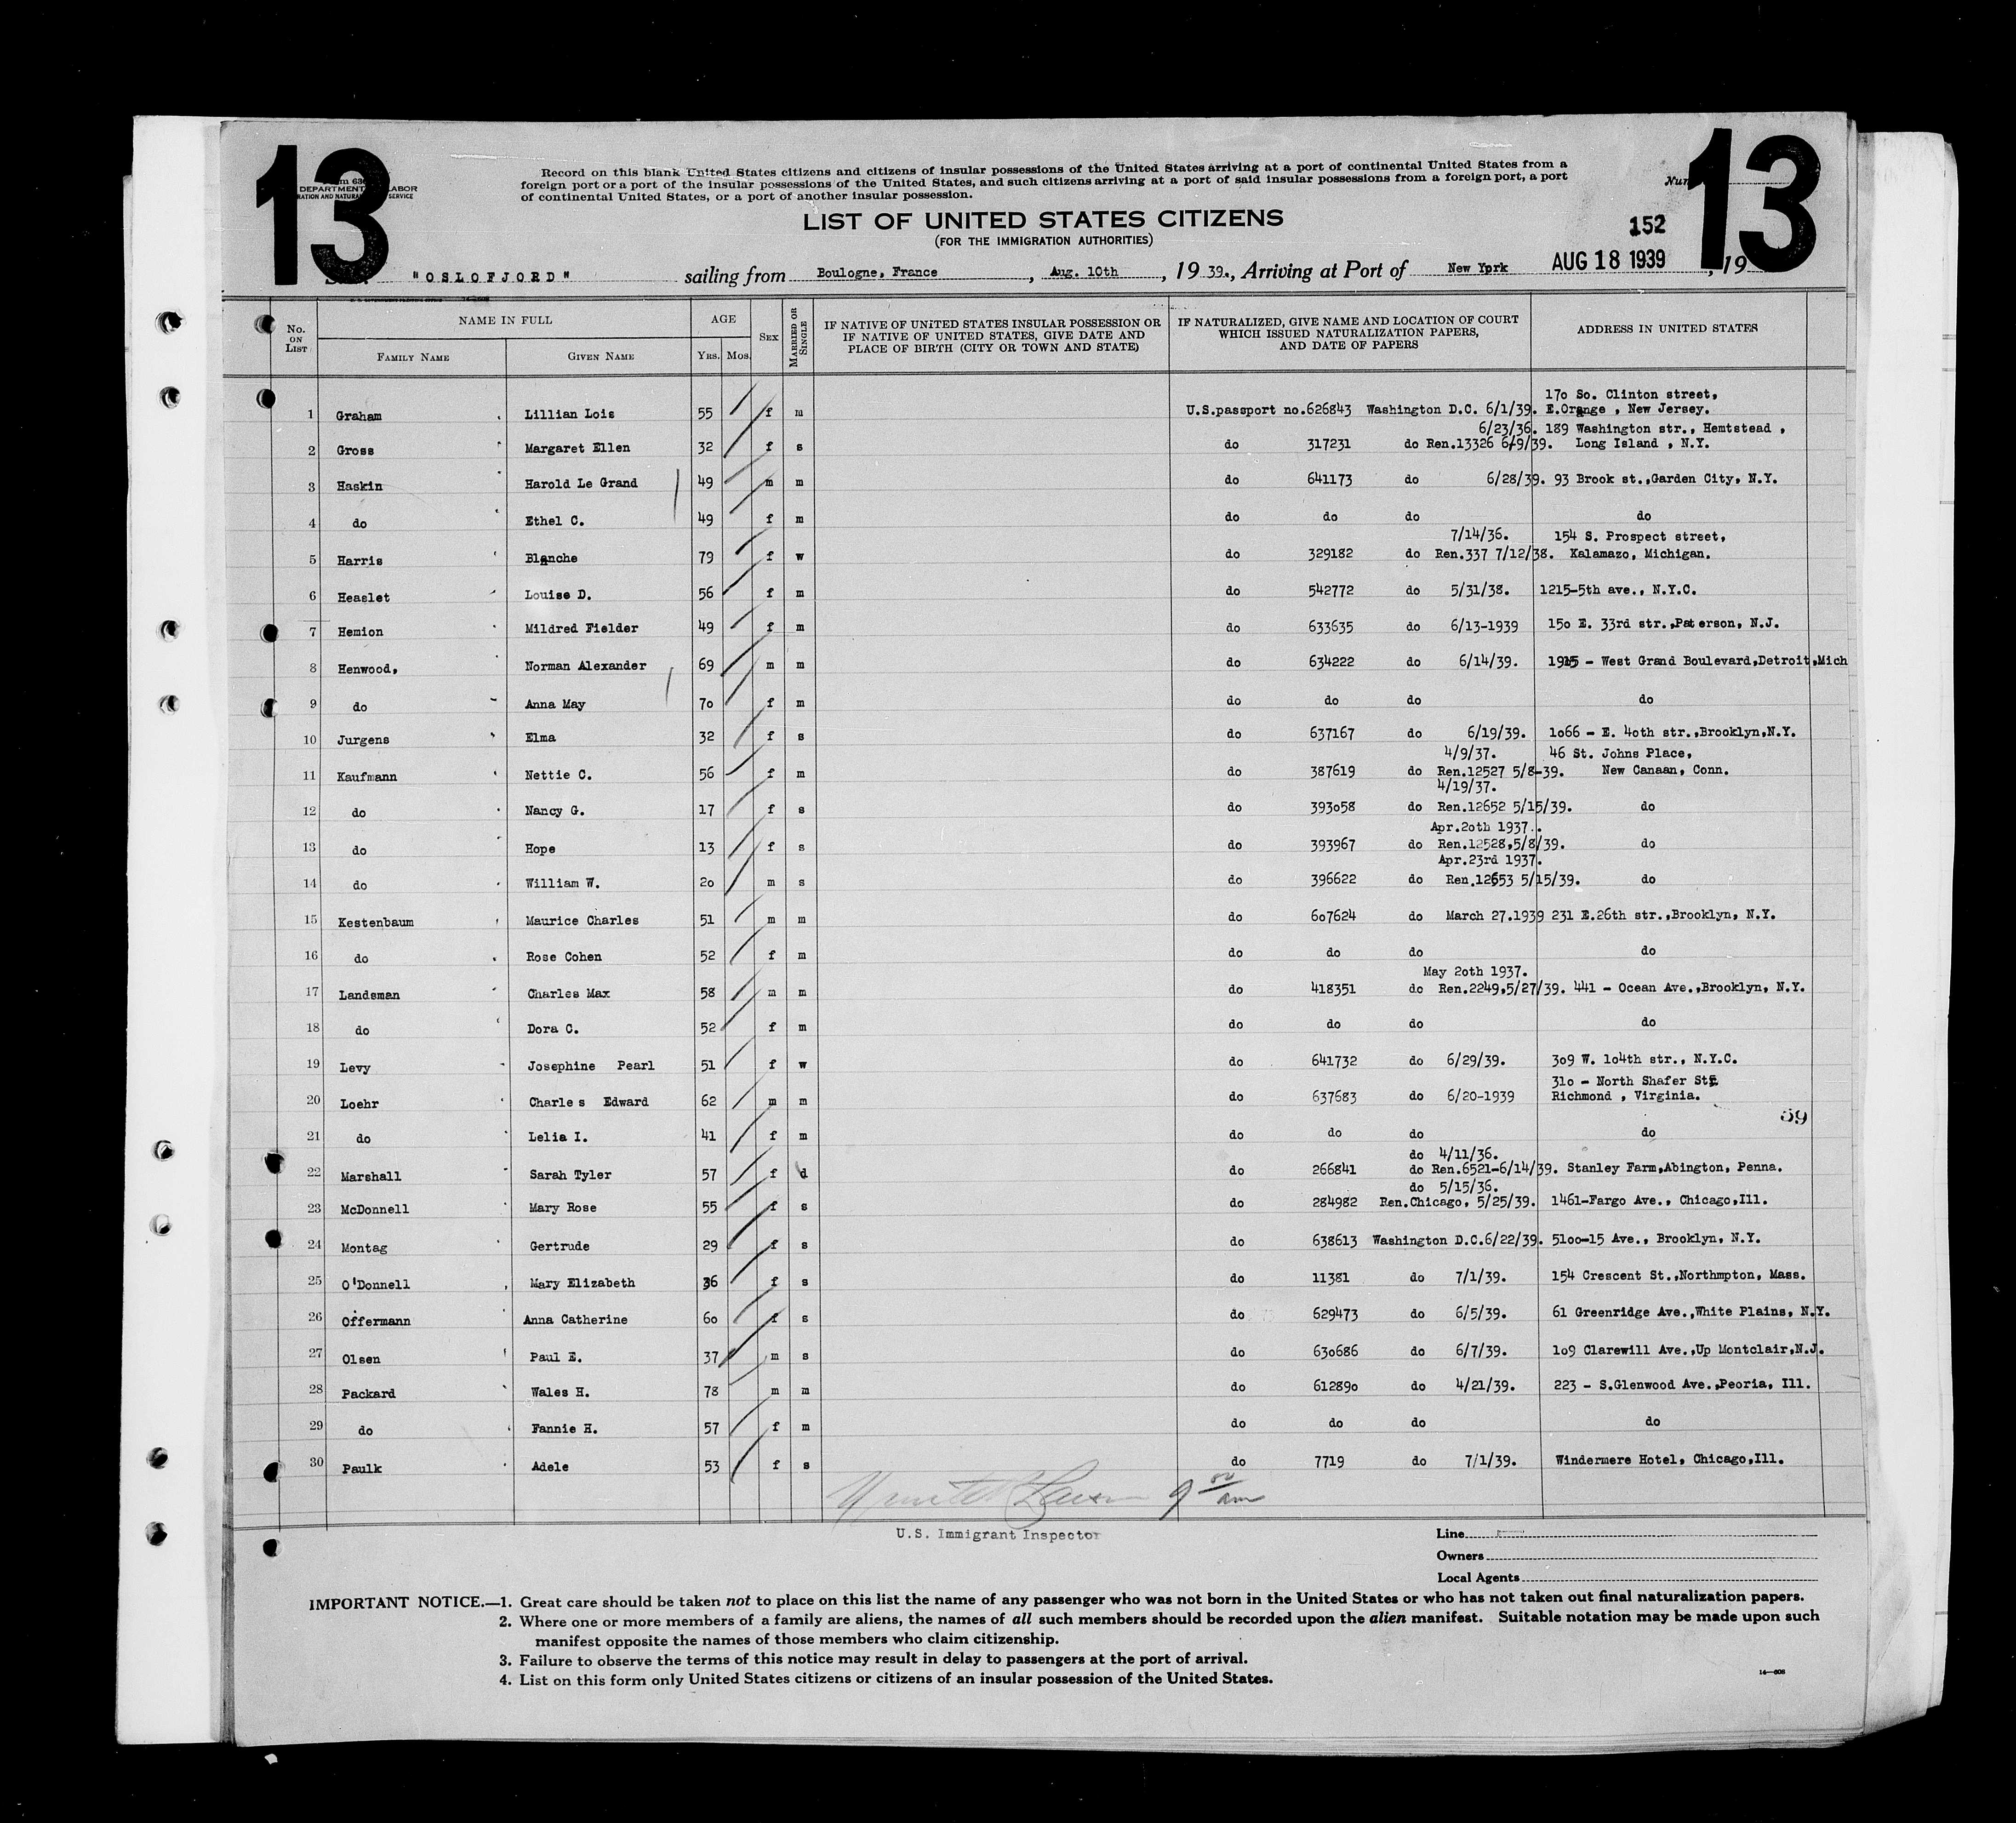 13
13
DEPARTMENT LABOR
Record on this blank United States citizens and citizens of insular possessions of the United States arriving at a port of continental United States from a
foreign port or a port of the insular possessions of the United States, and such citizens arriving at a port of said insular possessions from a foreign port, a port
of continental United States, or a port of another insular possession.
LIST OF UNITED STATES CITIZENS
(FOR THE IMMIGRATION AUTHORITIES)
152
"OSLOFJORD" sailing from Boulogne, France, Aug. 10th, 19 39., Arriving at Port of New York AUG 18 1939, 19
No. ON LIST NAME IN FULL FAMILY NAME GIVEN NAME AGE YRS. MOS. SEX MARRIED OR SINGLE IF NATIVE OF UNITED STATES INSULAR POSSESSION OR IF NATIVE OF UNITED STATES, GIVE DATE AND PLACE OF BIRTH (CITY OR TOWN AND STATE) IF NATURALIZED, GIVE NAME AND LOCATION OF COURT WHICH ISSUED NATURALIZATION PAPERS, AND DATE OF PAPERS ADDRESS IN UNITED STATES
17o So. Clinton street,
1 Graham Lillian Lois 55 f m U.S.passport no.626843 Washington D.C. 6/1/39. E.Orange , New Jersey.
6/23/36. 189 Washington str., Hemtstead ,
2 Gross Margaret Ellen 32 f s do 317231 do Ren.13326 6/9/39. Long Island , N.Y.
3 Haskin Harold Le Grand 49 m m do 641173 do 6/28/39. 93 Brook st.,Garden City, N.Y.
4 do Ethel C. 49 f m do do do do
7/14/36. 154 S. Prospect street,
5 Harris Blanche 79 f w do 329182 do Ren.337 7/12/38. Kalamazo, Michigan.
6 Heaslet Louise D. 56 f m do 542772 do 5/31/38. 1215-5th ave., N.Y.C.
7 Hemion Mildred Fielder 49 f m do 633635 do 6/13-1939 15o E. 33rd str.,Paterson, N.J.
8 Henwood, Norman Alexander 69 m m do 634222 do 6/14/39. 1915 - West Grand Boulevard,Detroit,Mich
9 do Anna May 7o f m do do do do
10 Jurgens Elma 32 f s do 637167 do 6/19/39. 1o66 - E. 4oth str.,Brooklyn,N.Y.
4/9/37. 46 St. Johns Place,
11 Kaufmann Nettie C. 56 f m do 387619 do Ren.12527 5/8-39. New Canaan, Conn.
4/19/37.
12 do Nancy G. 17 f s do 393o58 do Ren.12652 5/15/39. do
Apr.2oth 1937.
13 do Hope 13 f s do 393967 do Ren.12528,5/8/39. do
Apr.23rd 1937.
14 do William W. 2o m s do 396622 do Ren.12653 5/15/39. do
15 Kestenbaum Maurice Charles 51 m m do 6o7624 do March 27.1939 231 E.26th str.,Brooklyn, N.Y.
16 do Rose Cohen 52 f m do do do do
May 2oth 1937.
17 Landsman Charles Max 58 m m do 418351 do Ren.2249,5/27/39. 441 - Ocean Ave.,Brooklyn, N.Y.
18 do Dora C. 52 f m do do do do
19 Levy Josephine Pearl 51 f w do 641732 do 6/29/39. 3o9 W. 1o4th str., N.Y.C.
31o - North Shafer Str
20 Loehr Charles Edward 62 m m do 637683 do 6/20-1939 Richmond , Virginia.
39
21 do Lelia I. 41 f m do do do do
do 4/11/36.
22 Marshall Sarah Tyler 57 f d do 266841 do Ren.6521-6/14/39. Stanley Farm,Abington, Penna.
do 5/15/36.
23 McDonnell Mary Rose 55 f s do 284982 Ren.Chicago, 5/25/39. 1461-Fargo Ave., Chicago,Ill.
24 Montag Gertrude 29 f s do 638613 Washington D.C.6/22/39. 51oo-15 Ave., Brooklyn, N.Y.
25 O'Donnell Mary Elizabeth 36 f s do 11381 do 7/1/39. 154 Crescent St.,Northmpton, Mass.
26 Offermann Anna Catherine 6o f s do 629473 do 6/5/39. 61 Greenridge Ave.,White Plains, N.Y.
27 Olsen Paul E. 37 m s do 63o686 do 6/7/39. 1o9 Clarewill Ave.,Up Montclair,N.J.
28 Packard Wales H. 78 m m do 61289o do 4/21/39. 223 - S.Glenwood Ave.,Peoria, Ill.
29 do Fannie H. 57 f m do do do do
30 Paulk Adele 53 f s do 7719 do 7/1/39. Windermere Hotel, Chicago,Ill.
9 00 am
U.S. Immigrant Inspector
Line
Owners
Local Agents
IMPORTANT NOTICE.—1. Great care should be taken not to place on this list the name of any passenger who was not born in the United States or who has not taken out final naturalization papers.
2. Where one or more members of a family are aliens, the names of all such members should be recorded upon the alien manifest. Suitable notation may be made upon such
manifest opposite the names of those members who claim citizenship.
3. Failure to observe the terms of this notice may result in delay to passengers at the port of arrival.
4. List on this form only United States citizens or citizens of an insular possession of the United States.